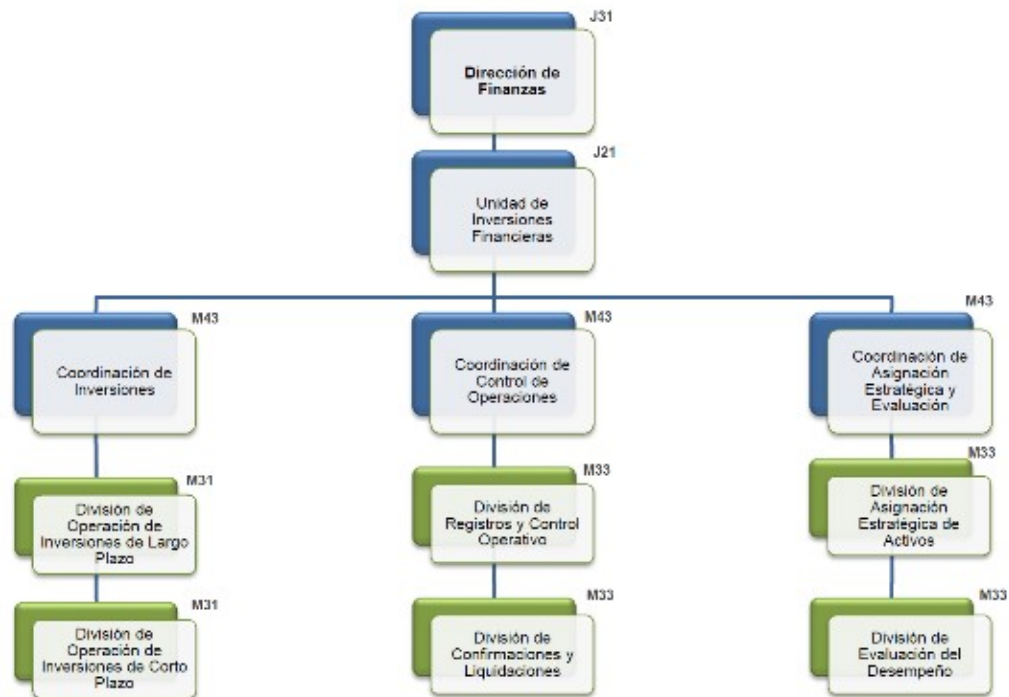 J31
Dirección de
Finanzas
J21
Unidad de
Inversiones
Financieras
M43
Coordinación de
Inversiones
M43
Coordinación de
Control de
Operaciones
M43
Coordinación de
Asignación
Estratégica y
Evaluación
M31
División de
Operación de
Inversiones de Largo
Plazo
M33
División de
Registros y Control
Operativo
M33
División de
Asignación
Estratégica de
Activos
M31
División de
Operación de
Inversiones de Corto
Plazo
M33
División de
Confirmaciones y
Liquidaciones
M33
División de
Evaluación del
Desempeño